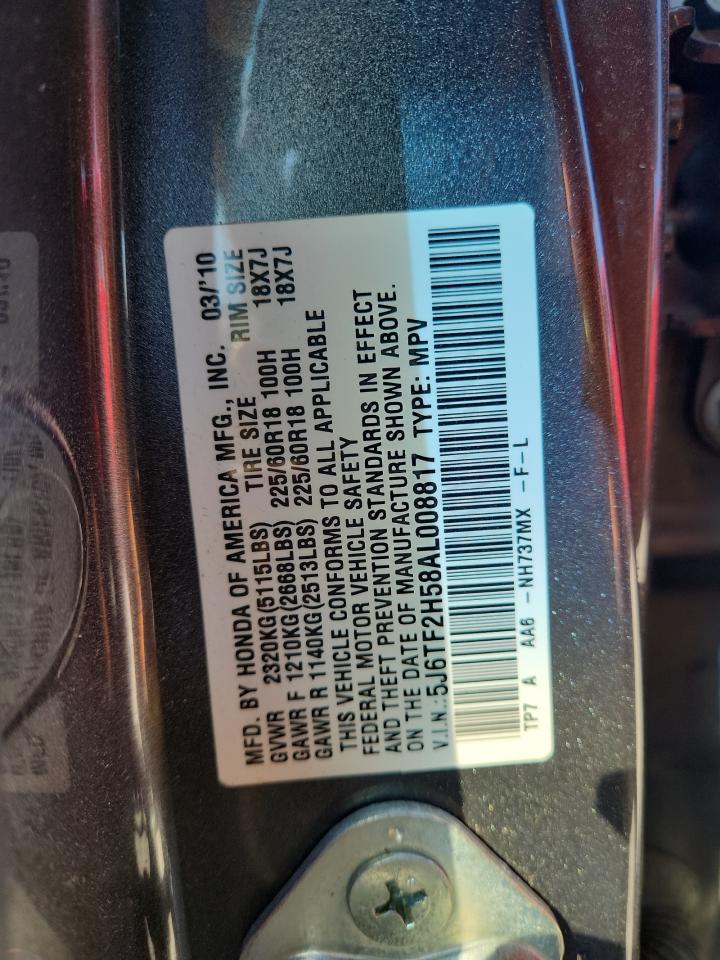 MFD. BY HONDA OF AMERICA MFG., INC. 03/'10
GVWR 2320KG(5115LBS) TIRE SIZE RIM SIZE
GAWR F 1210KG(2668LBS) 225/60R18 100H 18X7J
GAWR R 1140KG(2513LBS) 225/60R18 100H 18X7J
THIS VEHICLE CONFORMS TO ALL APPLICABLE
FEDERAL MOTOR VEHICLE SAFETY
AND THEFT PREVENTION STANDARDS IN EFFECT
ON THE DATE OF MANUFACTURE SHOWN ABOVE.
V.I.N.:5J6TF2H58AL008817 TYPE: MPV
TP7 A AA6 -NH737MX -F-L